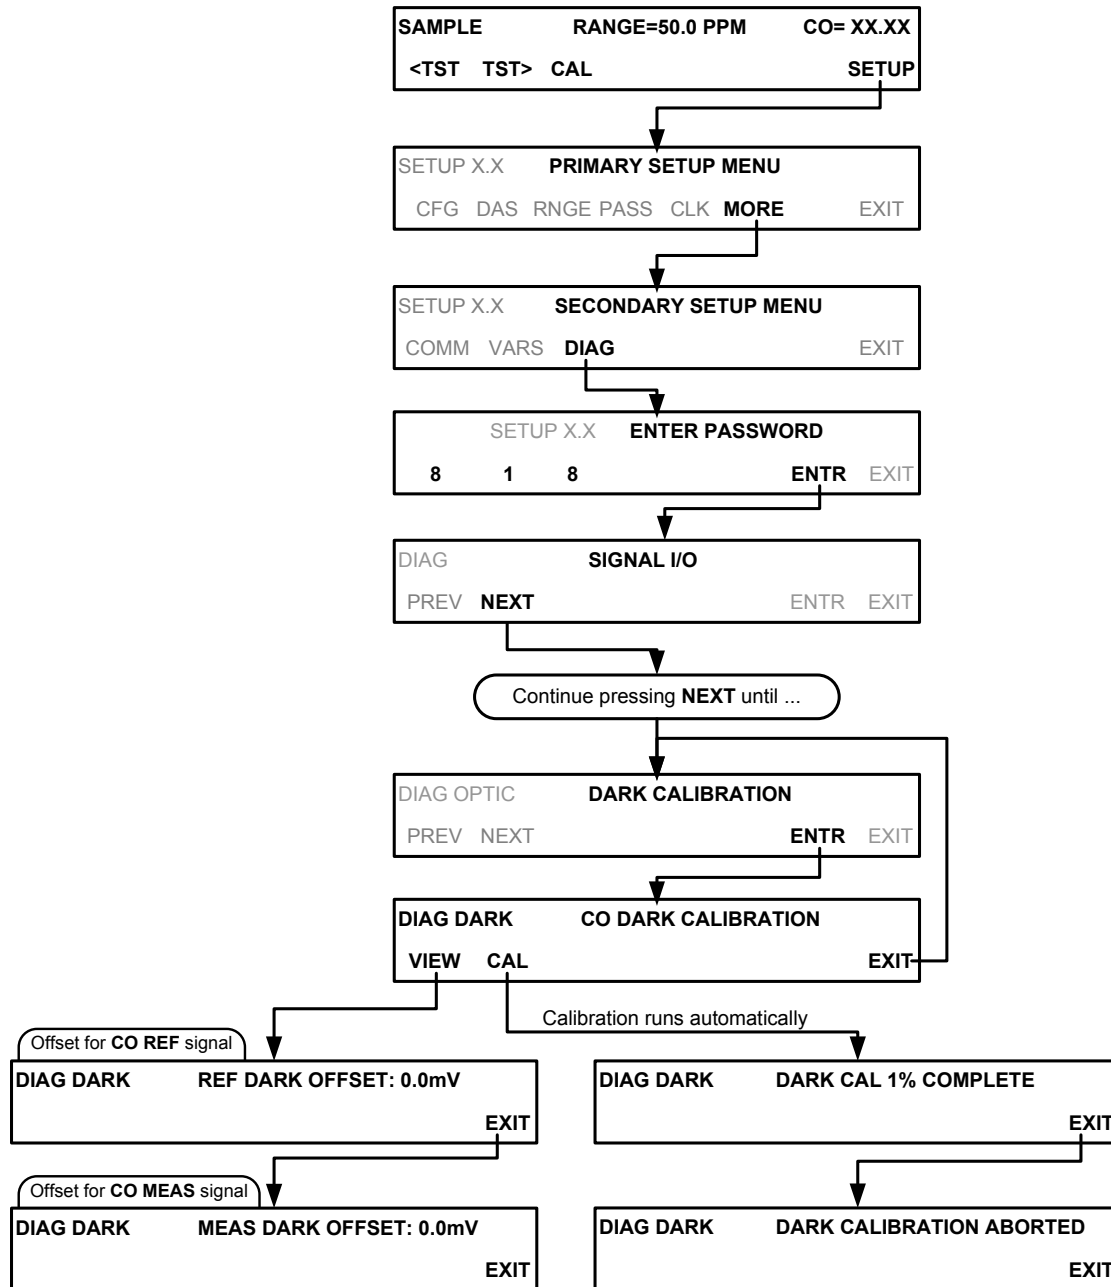 SAMPLE RANGE=50.0 PPM CO= XX.XX
<TST TST> CAL SETUP
SETUP X.X PRIMARY SETUP MENU
CFG DAS RNGE PASS CLK MORE EXIT
SETUP X.X SECONDARY SETUP MENU
COMM VARS DIAG EXIT
SETUP X.X ENTER PASSWORD
8 1 8 ENTR EXIT
DIAG SIGNAL I/O
PREV NEXT ENTR EXIT
Continue pressing NEXT until ...
DIAG OPTIC DARK CALIBRATION
PREV NEXT ENTR EXIT
DIAG DARK CO DARK CALIBRATION
VIEW CAL EXIT
Calibration runs automatically
Offset for CO REF signal
DIAG DARK REF DARK OFFSET: 0.0mV
EXIT
DIAG DARK DARK CAL 1% COMPLETE
EXIT
Offset for CO MEAS signal
DIAG DARK MEAS DARK OFFSET: 0.0mV
EXIT
DIAG DARK DARK CALIBRATION ABORTED
EXIT